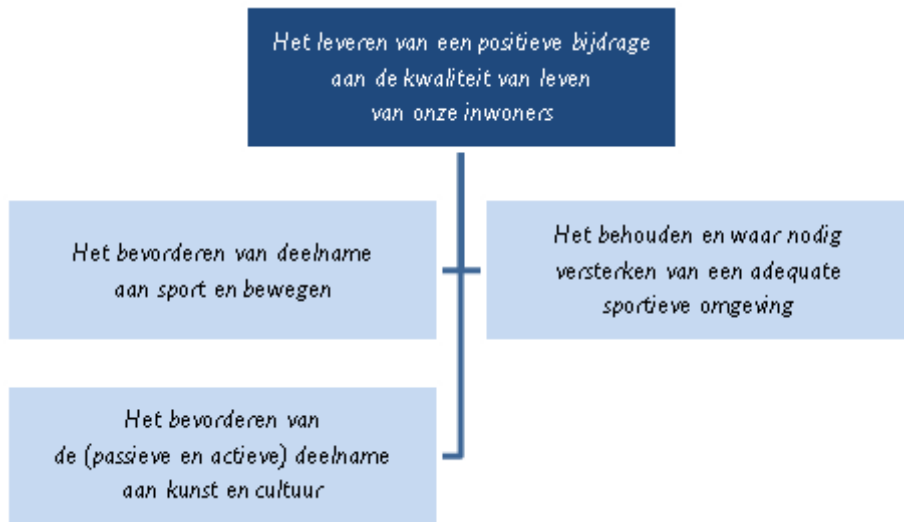 Het leveren van een positieve bijdrage
aan de kwaliteit van leven
van onze inwoners
Het bevorderen van deelname
aan sport en bewegen
Het behouden en waar nodig
versterken van een adequate
sportieve omgeving
Het bevorderen van
de (passieve en actieve) deelname
aan kunst en cultuur